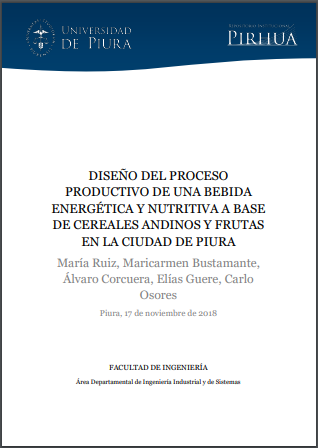 UNIVERSIDAD
DE PIURA
REPOSITORIO INSTITUCIONAL
PIRHUA
DISEÑO DEL PROCESO
PRODUCTIVO DE UNA BEBIDA
ENERGÉTICA Y NUTRITIVA A BASE
DE CEREALES ANDINOS Y FRUTAS
EN LA CIUDAD DE PIURA
María Ruiz, Maricarmen Bustamante,
Álvaro Corcuera, Elías Guere, Carlo
Osores
Piura, 17 de noviembre de 2018
FACULTAD DE INGENIERÍA
Área Departamental de Ingeniería Industrial y de Sistemas